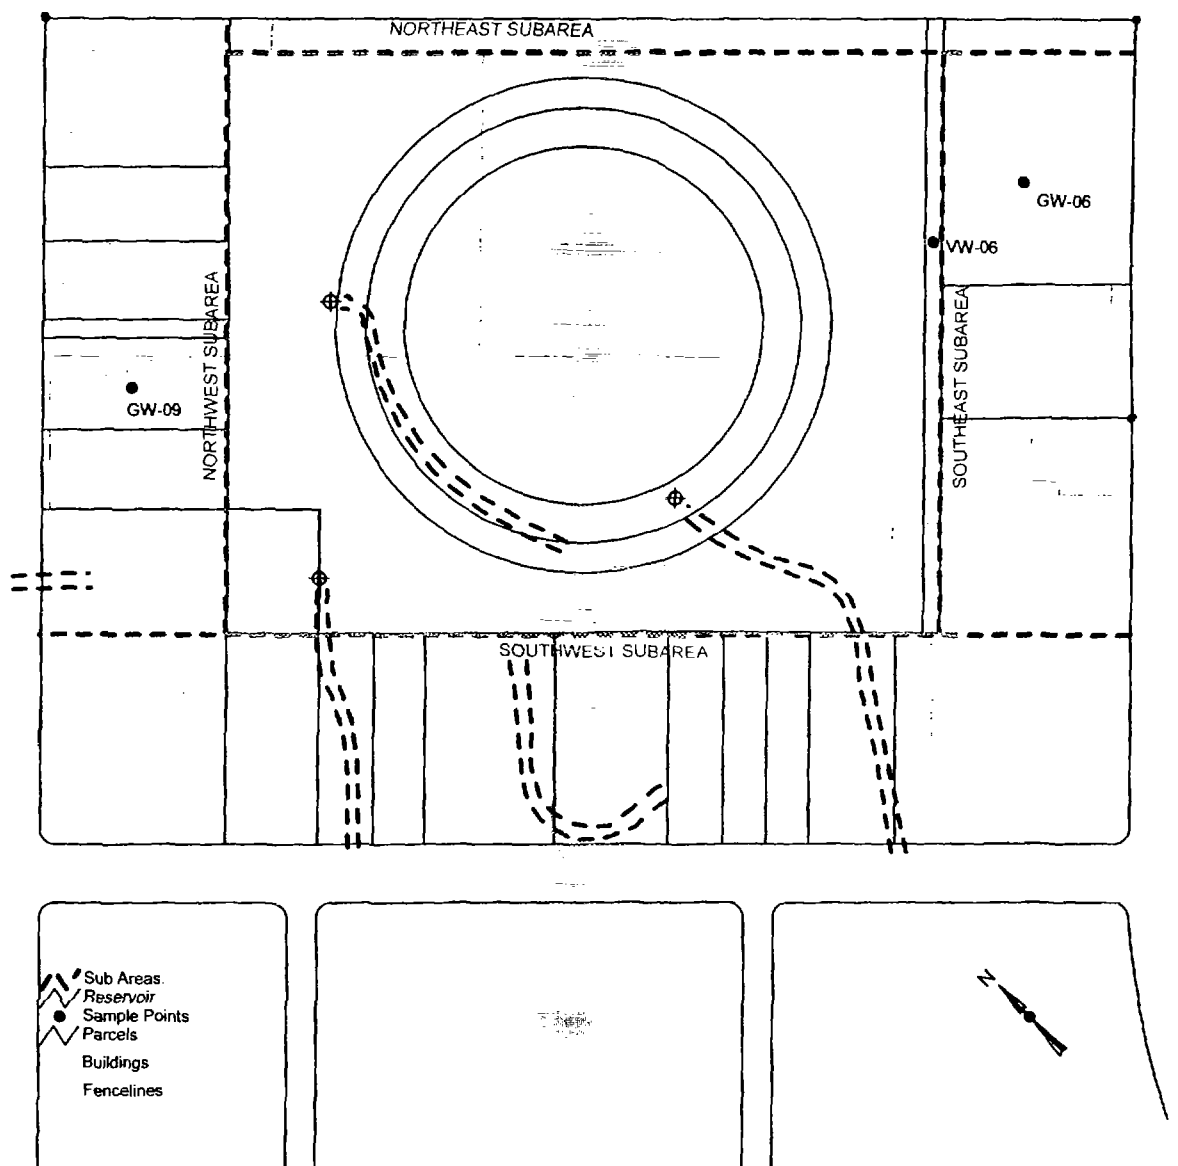 NORTHEAST SUBAREA
GW-06
VW-06
NORTHWEST SUBAREA
SOUTHEAST SUBAREA
GW-09
SOUTHWEST SUBAREA
N
Sub Areas
Reservoir
Sample Points
Parcels
Buildings
Fencelines